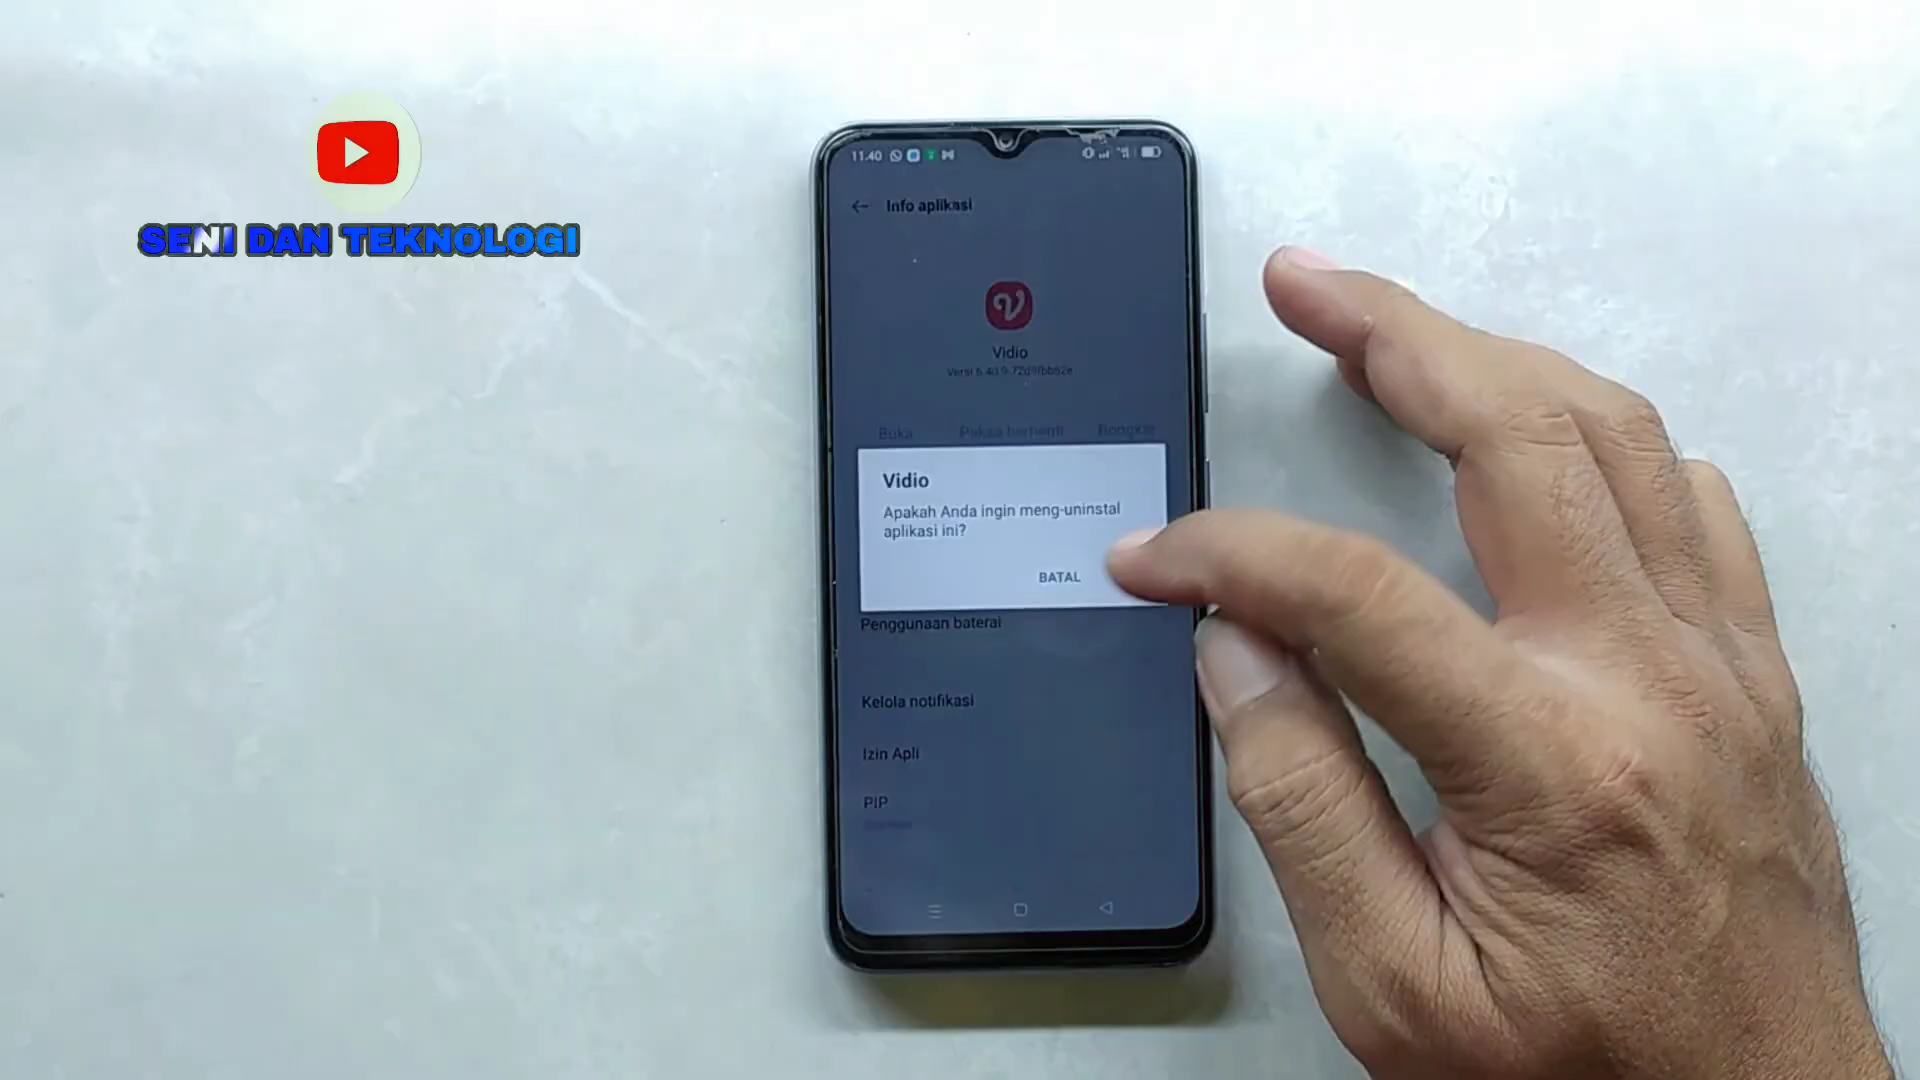 SENI DAN TEKNOLOGI
11.40
Info aplikasi
Vidio
Buka Paksa berhenti Bongkar
Vidio
Apakah Anda ingin meng-uninstal
aplikasi ini?
BATAL
Penggunaan baterai
Kelola notifikasi
Izin Apli
PIP